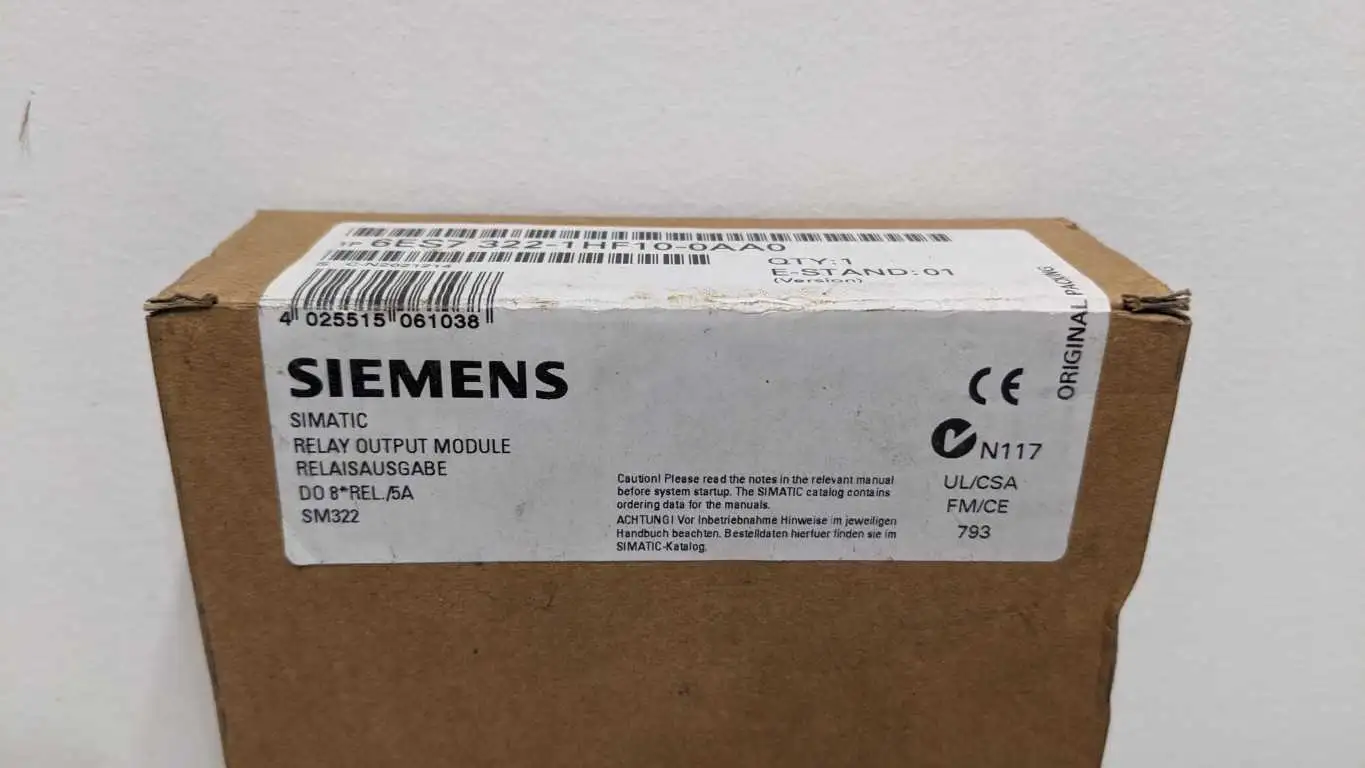 1P 6ES7 322-1HF10-0AA0
S C-N2021214
QTY:1
E-STAND:01
(Version)
4 025515 061038
ORIGINAL PACKING
SIEMENS
SIMATIC
RELAY OUTPUT MODULE
RELAISAUSGABE
DO 8*REL./5A
SM322
Caution! Please read the notes in the relevant manual
before system startup. The SIMATIC catalog contains
ordering data for the manuals.
ACHTUNG! Vor Inbetriebnahme Hinweise im jeweiligen
Handbuch beachten. Bestelldaten hierfuer finden sie im
SIMATIC-Katalog.
CE
N117
UL/CSA
FM/CE
793